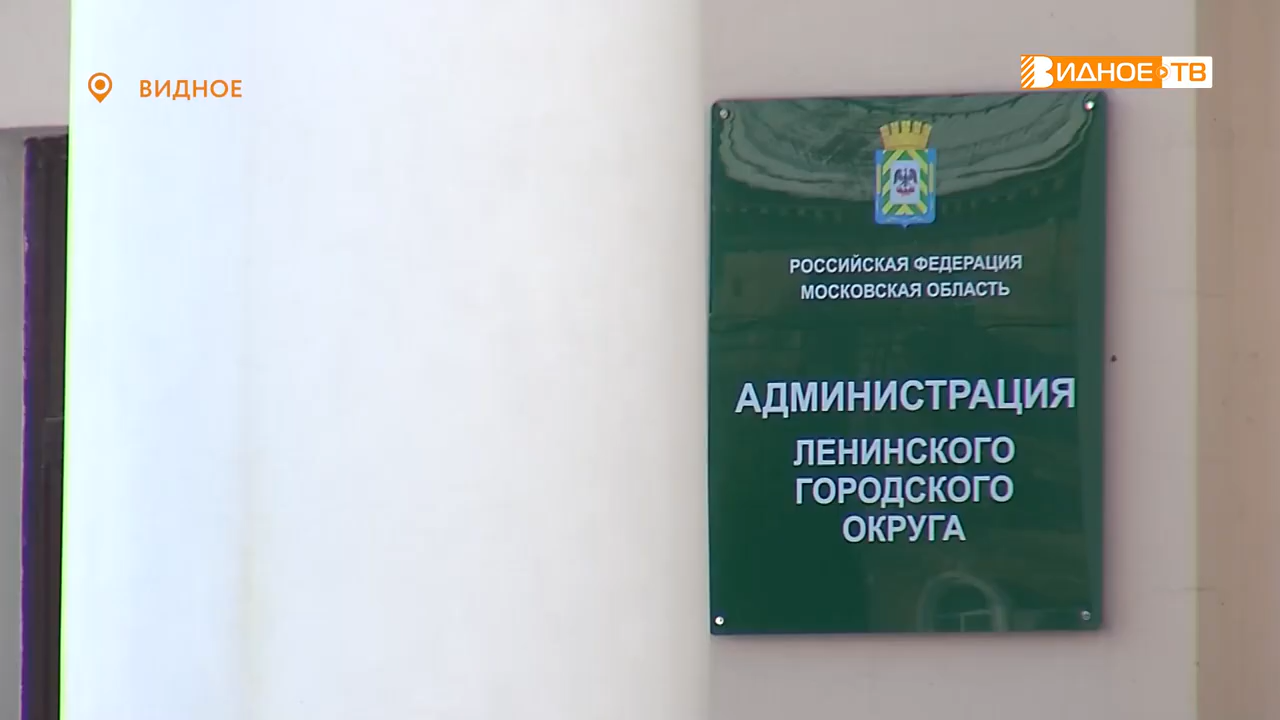 ВИДНОЕ
ВИДНОЕ ТВ
РОССИЙСКАЯ ФЕДЕРАЦИЯ
МОСКОВСКАЯ ОБЛАСТЬ
АДМИНИСТРАЦИЯ
ЛЕНИНСКОГО
ГОРОДСКОГО
ОКРУГА